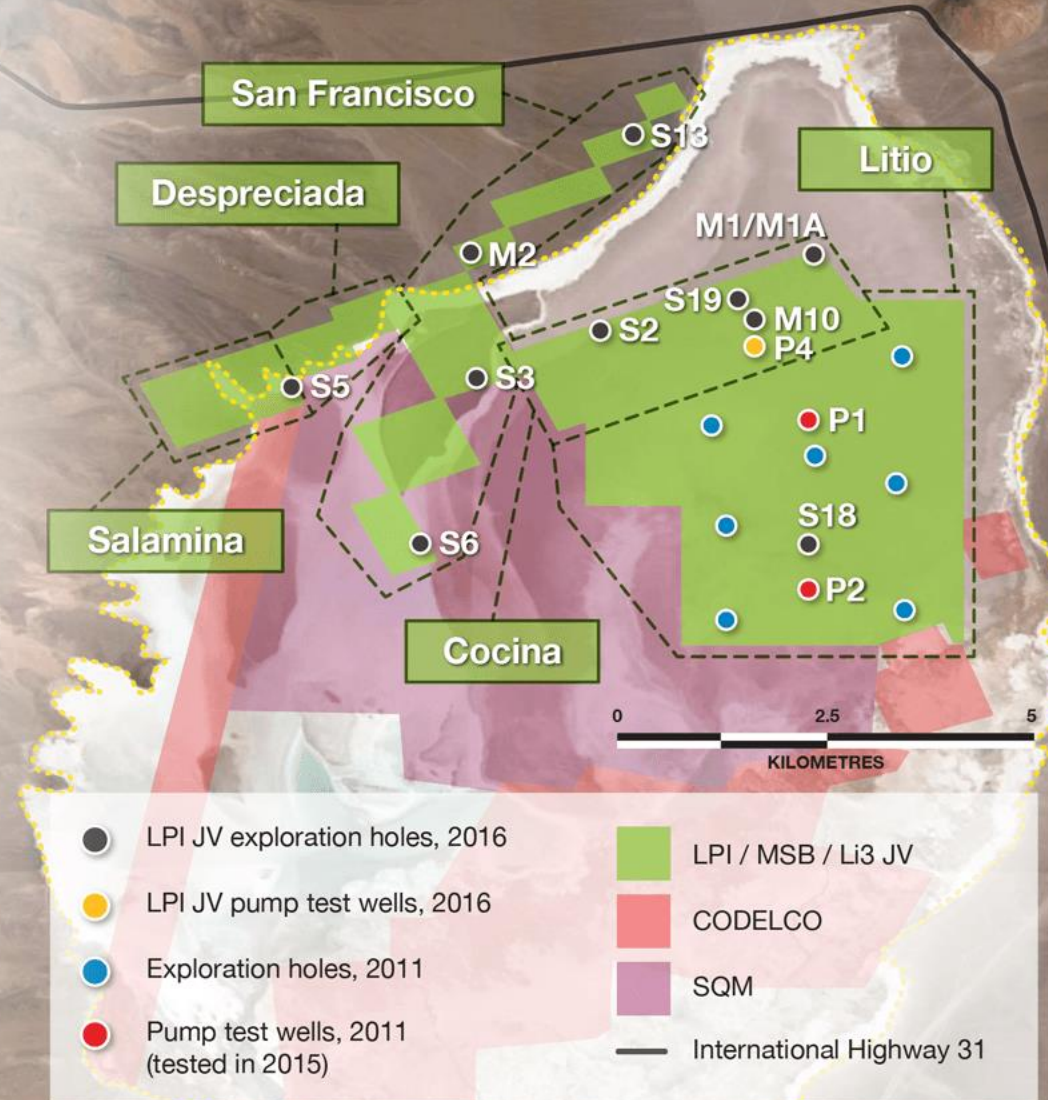 San Francisco
S13
Litio
Despreciada
M1/M1A
M2
S19
M10
S2
P4
S5
S3
P1
S18
Salamina
S6
P2
Cocina
0 2.5 5
KILOMETRES
LPI JV exploration holes, 2016
LPI JV pump test wells, 2016
Exploration holes, 2011
Pump test wells, 2011
(tested in 2015)
LPI / MSB / Li3 JV
CODELCO
SQM
International Highway 31